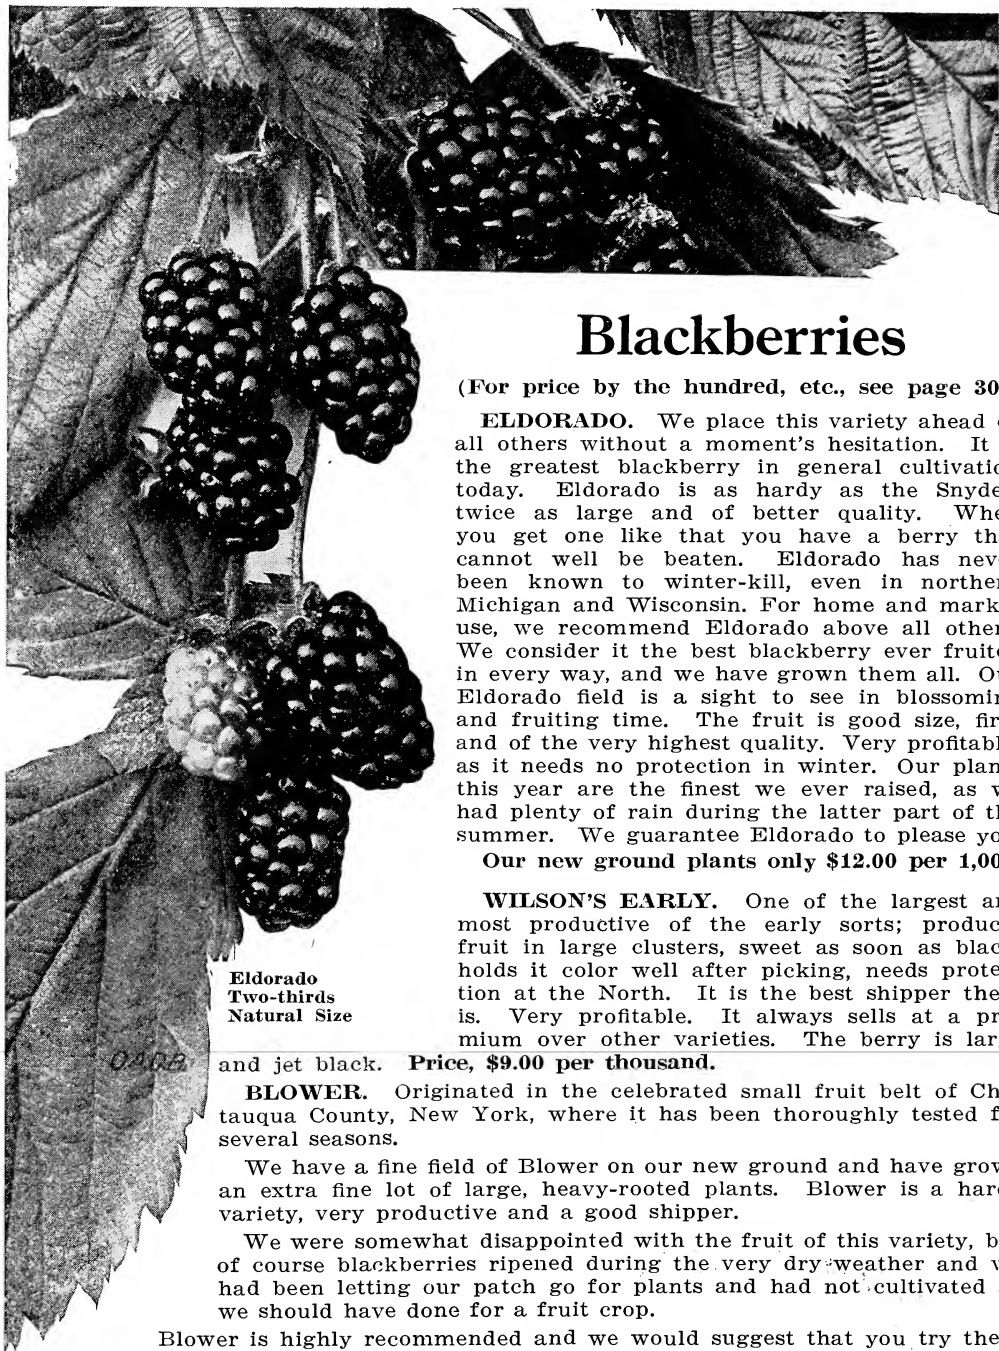 Blackberries
(For price by the hundred, etc., see page 30
ELDORADO. We place this variety ahead
all others without a moment's hesitation. It
the greatest blackberry in general cultivatio
today. Eldorado is as hardy as the Snyde
twice as large and of better quality. Whe
you get one like that you have a berry tha
cannot well be beaten. Eldorado has neve
been known to winter-kill, even in norther
Michigan and Wisconsin. For home and mark
use, we recommend Eldorado above all other
We consider it the best blackberry ever fruite
in every way, and we have grown them all. Ou
Eldorado field is a sight to see in blossomin
and fruiting time. The fruit is good size, fir
and of the very highest quality. Very profitabl
as it needs no protection in winter. Our plan
this year are the finest we ever raised, as w
had plenty of rain during the latter part of th
summer. We guarantee Eldorado to please yo
Our new ground plants only $12.00 per 1,00
WILSON'S EARLY. One of the largest an
most productive of the early sorts; produc
fruit in large clusters, sweet as soon as blac
holds it color well after picking, needs prote
tion at the North. It is the best shipper the
is. Very profitable. It always sells at a pr
mium over other varieties. The berry is lar
Eldorado
Two-thirds
Natural Size
and jet black. Price, $9.00 per thousand.
BLOWER. Originated in the celebrated small fruit belt of Ch
tauqua County, New York, where it has been thoroughly tested f
several seasons.
We have a fine field of Blower on our new ground and have grow
an extra fine lot of large, heavy-rooted plants. Blower is a har
variety, very productive and a good shipper.
We were somewhat disappointed with the fruit of this variety, b
of course blackberries ripened during the very dry weather and w
had been letting our patch go for plants and had not cultivated
we should have done for a fruit crop.
Blower is highly recommended and we would suggest that you try the